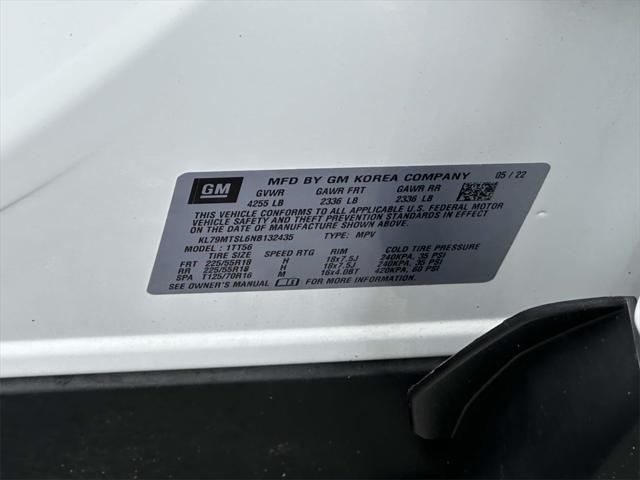 GM MFD BY GM KOREA COMPANY 05 / 22
GVWR GAWR FRT GAWR RR
4255 LB 2336 LB 2336 LB
THIS VEHICLE CONFORMS TO ALL APPLICABLE U.S. FEDERAL MOTOR
VEHICLE SAFETY AND THEFT PREVENTION STANDARDS IN EFFECT
ON THE DATE OF MANUFACTURE SHOWN ABOVE.
KL79MTSL6NB132435 TYPE: MPV
MODEL : 1TT56
TIRE SIZE SPEED RTG RIM COLD TIRE PRESSURE
FRT 225/55R18 H 18x7.5J 240KPA, 35 PSI
RR 225/55R18 H 18x7.5J 240KPA, 35 PSI
SPA T125/70R16 M 16x4.0BT 420KPA, 60 PSI
SEE OWNER'S MANUAL FOR MORE INFORMATION.